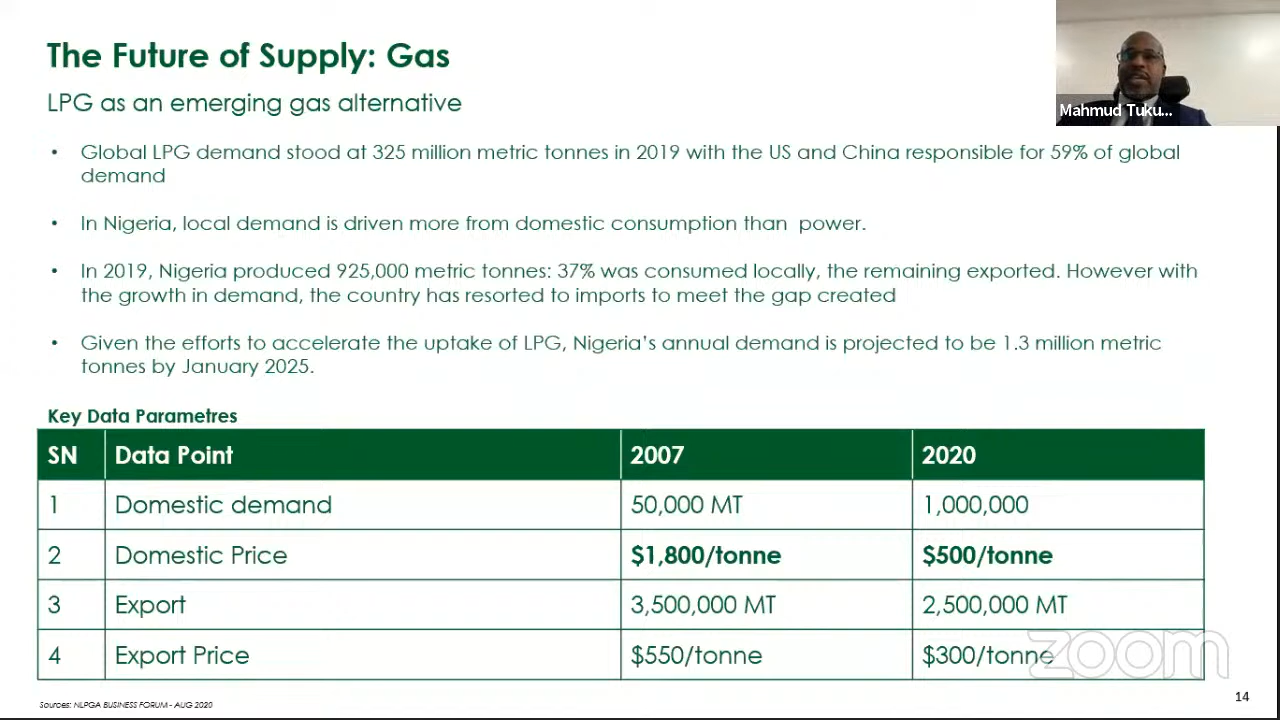 The Future of Supply: Gas
LPG as an emerging gas alternative
Mahmud Tuku...
• Global LPG demand stood at 325 million metric tonnes in 2019 with the US and China responsible for 59% of global
demand
• In Nigeria, local demand is driven more from domestic consumption than  power.
• In 2019, Nigeria produced 925,000 metric tonnes: 37% was consumed locally, the remaining exported. However with
the growth in demand, the country has resorted to imports to meet the gap created
• Given the efforts to accelerate the uptake of LPG, Nigeria's annual demand is projected to be 1.3 million metric
tonnes by January 2025.
Key Data Parametres
SN Data Point 2007 2020
1 Domestic demand 50,000 MT 1,000,000
2 Domestic Price $1,800/tonne $500/tonne
3 Export 3,500,000 MT 2,500,000 MT
4 Export Price $550/tonne $300/tonne
zoom
Sources: NLPGA BUSINESS FORUM - AUG 2020
14